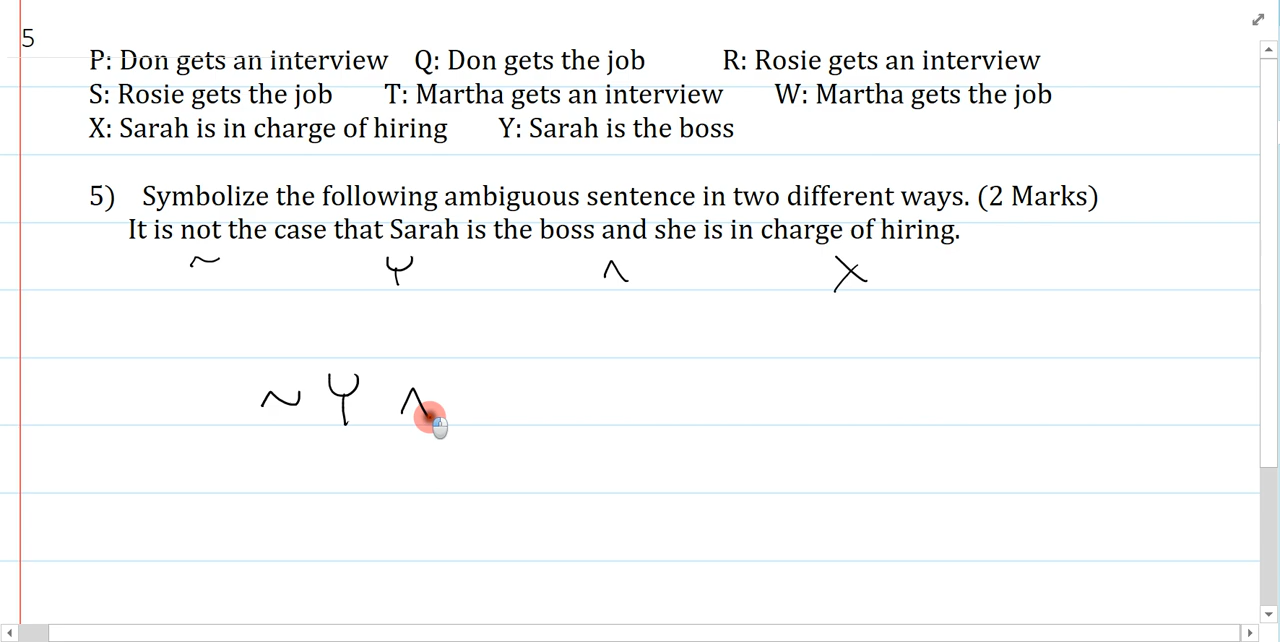 5
P: Don gets an interview Q: Don gets the job R: Rosie gets an interview
S: Rosie gets the job T: Martha gets an interview W: Martha gets the job
X: Sarah is in charge of hiring Y: Sarah is the boss
5) Symbolize the following ambiguous sentence in two different ways. (2 Marks)
It is not the case that Sarah is the boss and she is in charge of hiring.
~ Y ∧ X
~ Y ∧